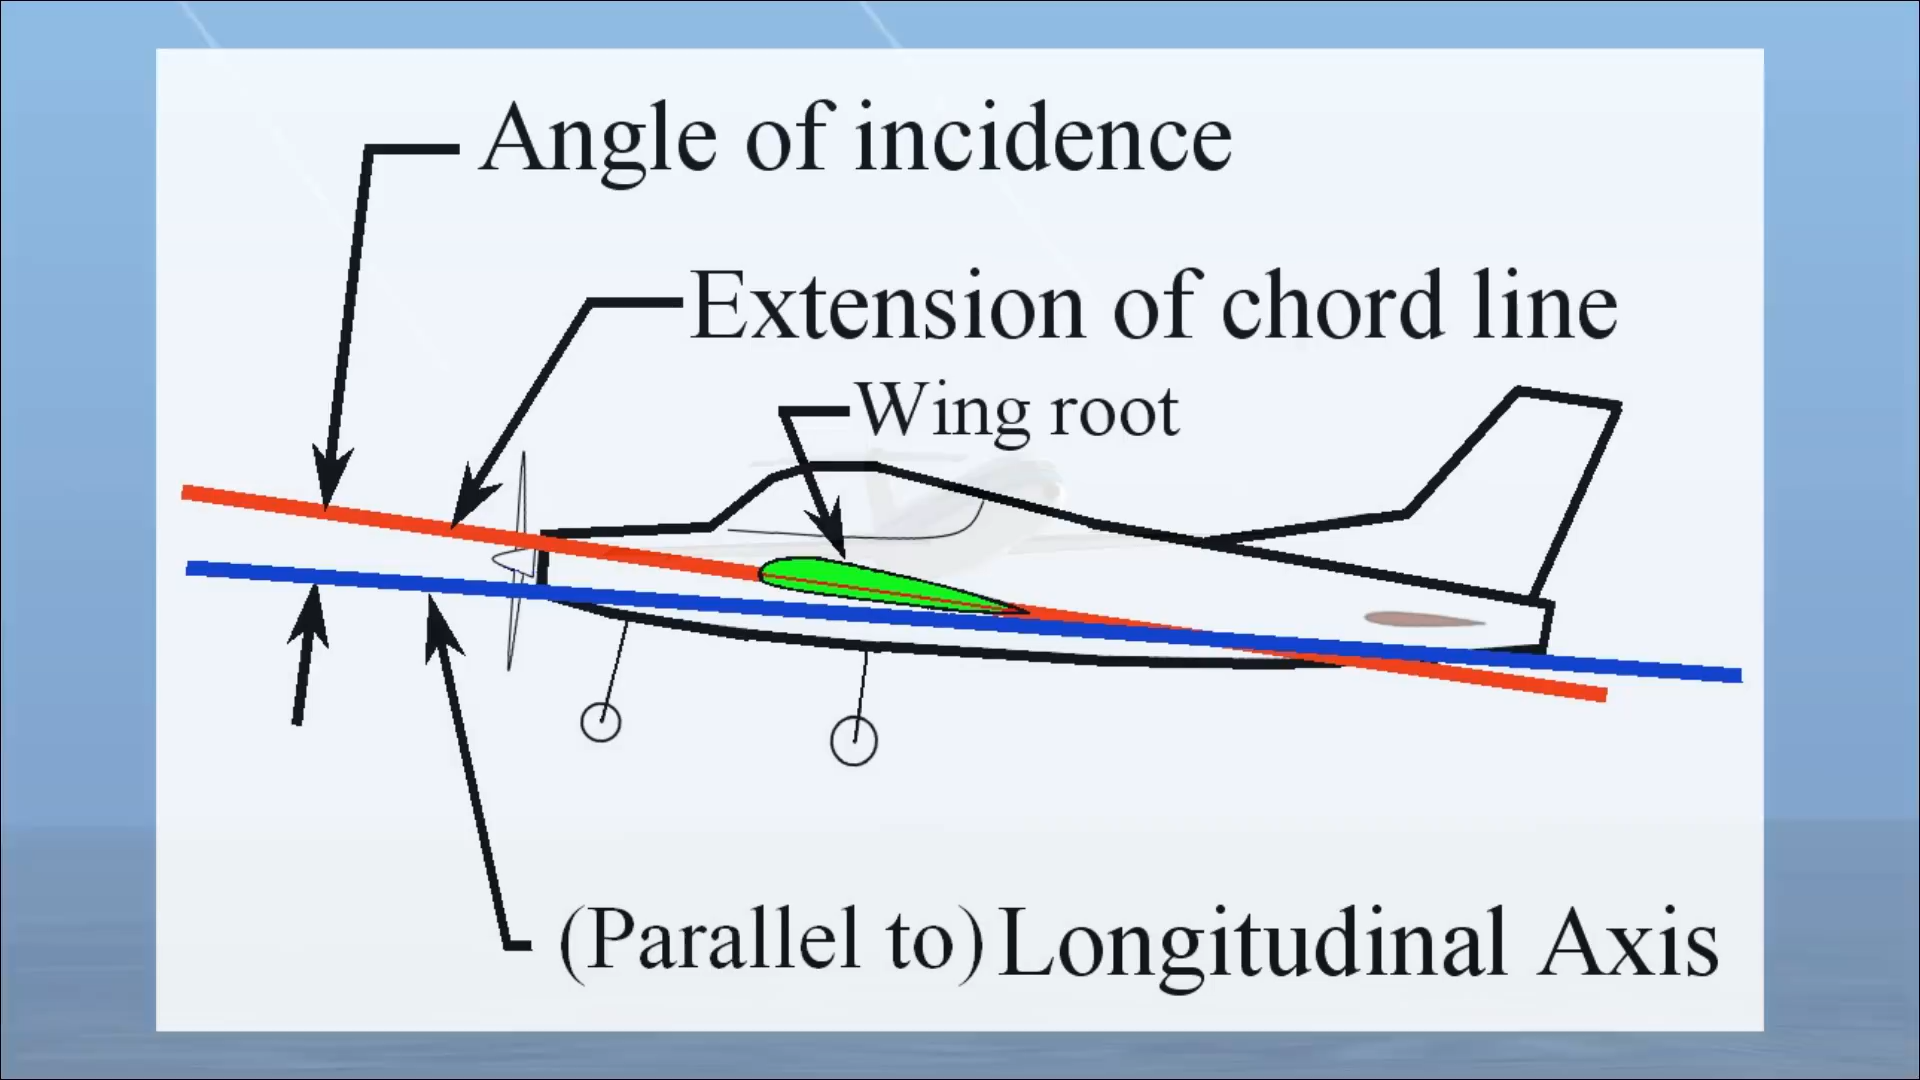 Angle of incidence
Extension of chord line
Wing root
(Parallel to) Longitudinal Axis